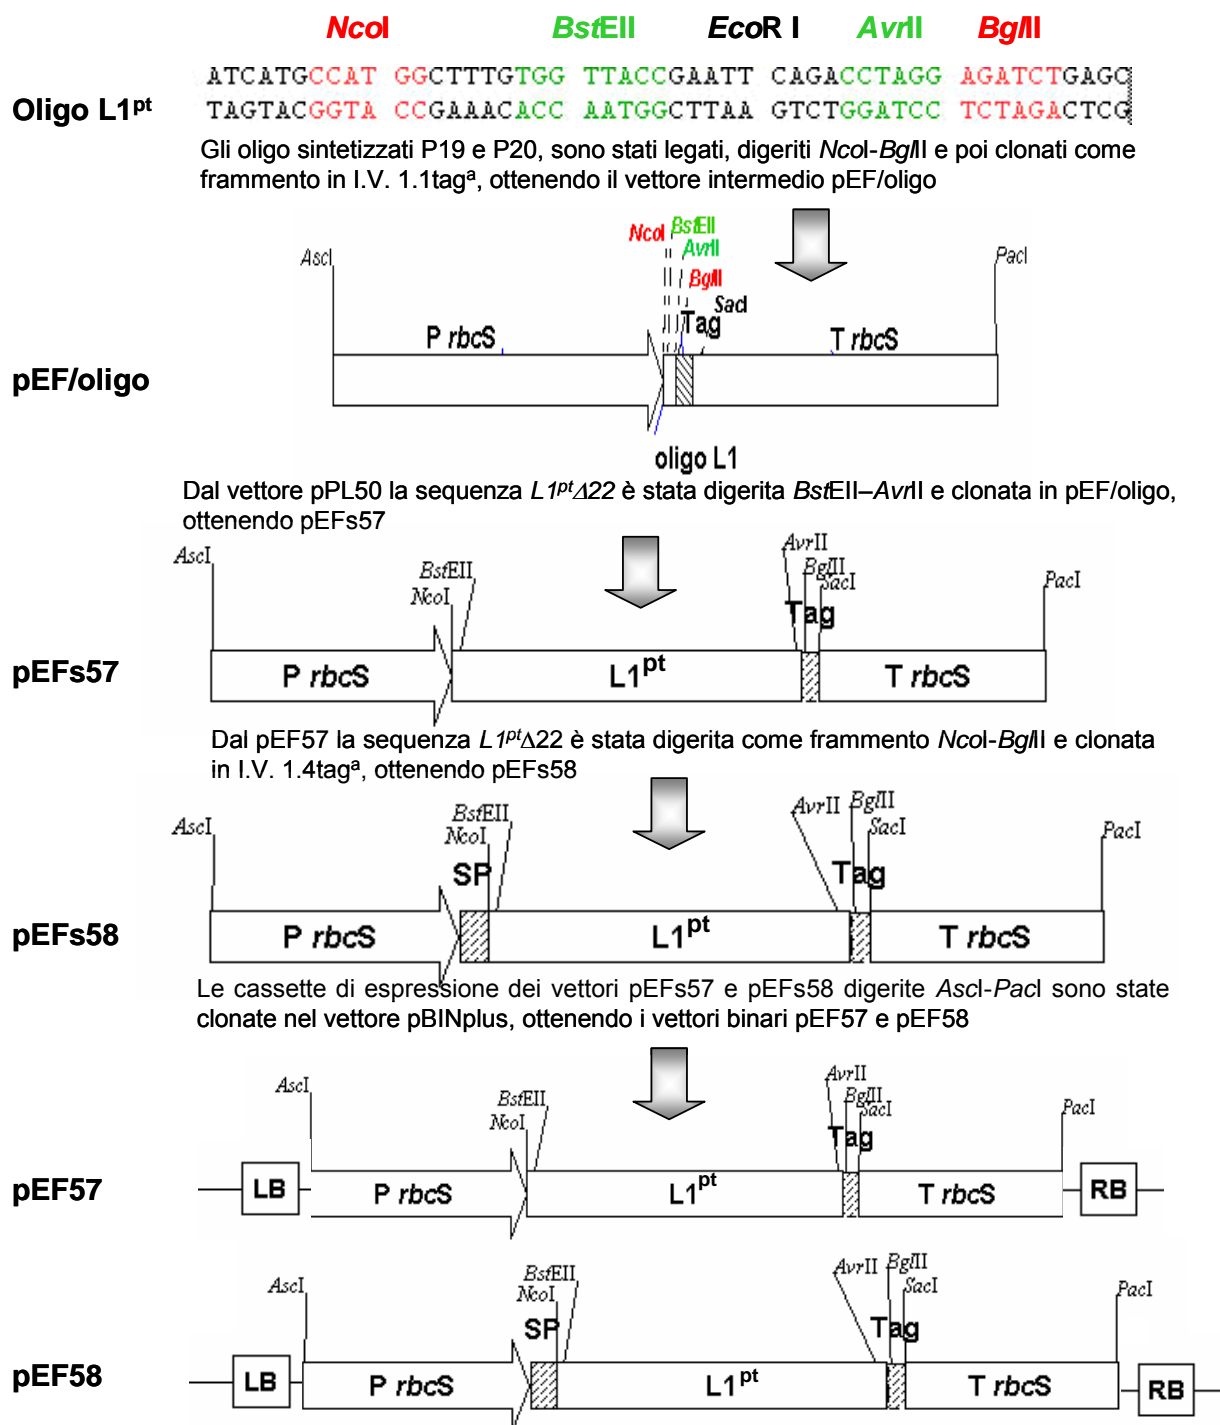 NcoI BstEII EcoR I AvrII BglII
ATCATGCCAT GGCTTTGTGG TTACCGAATT CAGACCTAGG AGATCTGAGC
Oligo L1pt
TAGTACGGTA CCGAAACACC AATGGCTTAA GTCTGGATCC TCTAGACTCG
Gli oligo sintetizzati P19 e P20, sono stati legati, digeriti NcoI-BglII e poi clonati come
frammento in I.V. 1.1tagª, ottenendo il vettore intermedio pEF/oligo
NcoI BstEII
AscI AvrII PacI
BglII
SacI
Tag
P rbcS T rbcS
pEF/oligo
oligo L1
Dal vettore pPL50 la sequenza L1ptΔ22 è stata digerita BstEII–AvrII e clonata in pEF/oligo,
ottenendo pEFs57
AscI AvrII
BstEII BglII
NcoI SacI PacI
Tag
pEFs57 P rbcS L1pt T rbcS
Dal pEF57 la sequenza L1ptΔ22 è stata digerita come frammento NcoI-BglII e clonata
in I.V. 1.4tagª, ottenendo pEFs58
AscI BstEII AvrII BglII
NcoI SacI PacI
SP Tag
pEFs58 P rbcS L1pt T rbcS
Le cassette di espressione dei vettori pEFs57 e pEFs58 digerite AscI-PacI sono state
clonate nel vettore pBINplus, ottenendo i vettori binari pEF57 e pEF58
AscI BstEII AvrII
NcoI BglII
SacI PacI
Tag
pEF57 LB P rbcS L1pt T rbcS RB
AscI BstEII AvrII BglII
NcoI SacI PacI
SP Tag
pEF58 LB P rbcS L1pt T rbcS RB